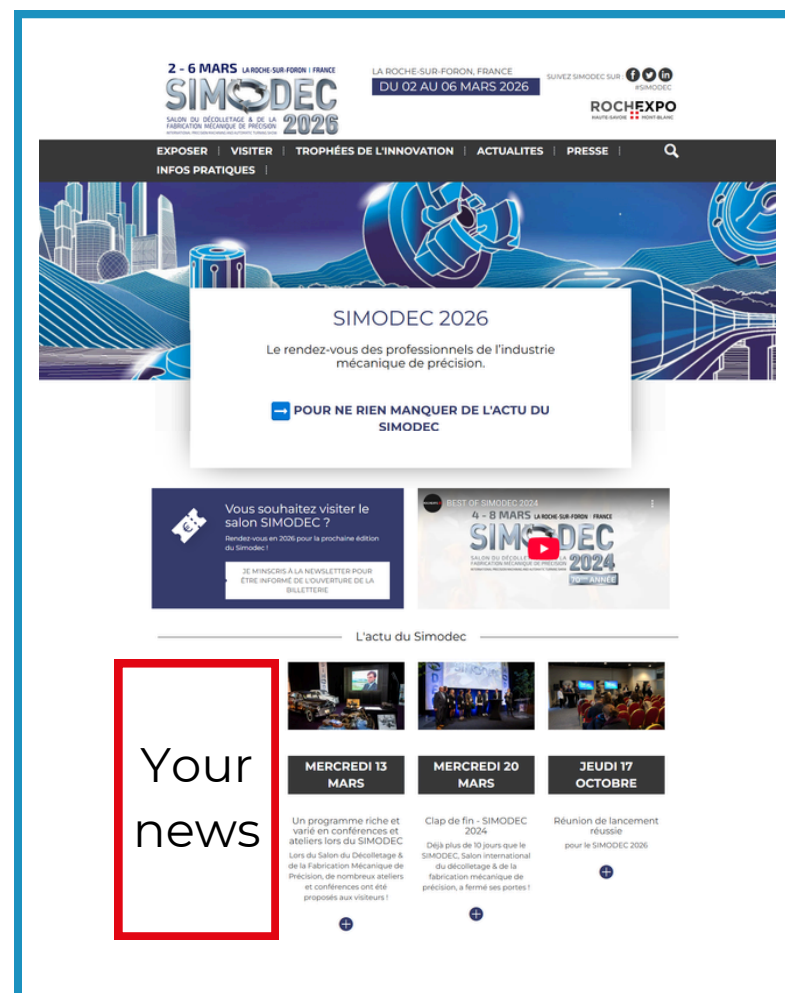 2 - 6 MARS LA ROCHE-SUR-FORON I FRANCE
SIMODEC
SALON DU DÉCOLLETAGE & DE LA
FABRICATION MÉCANIQUE DE PRÉCISION
INTERNATIONAL PRECISION MACHINING AND AUTOMATIC TURNING SHOW
2026
LA ROCHE-SUR-FORON, FRANCE
DU 02 AU 06 MARS 2026
SUIVEZ SIMODEC SUR :
#SIMODEC
ROCHEXPO
HAUTE-SAVOIE MONT-BLANC
EXPOSER | VISITER | TROPHÉES DE L'INNOVATION | ACTUALITES | PRESSE |
INFOS PRATIQUES |
SIMODEC 2026
Le rendez-vous des professionnels de l'industrie
mécanique de précision.
POUR NE RIEN MANQUER DE L'ACTU DU
SIMODEC
Vous souhaitez visiter le
salon SIMODEC ?
Rendez-vous en 2026 pour la prochaine édition
du Simodec !
JE M'INSCRIS À LA NEWSLETTER POUR
ÊTRE INFORMÉ DE L'OUVERTURE DE LA
BILLETTERIE
BEST OF SIMODEC 2024
4 - 8 MARS LA ROCHE-SUR-FORON I FRANCE
SIMODEC
SALON DU DÉCOLLETAGE & DE LA
FABRICATION MÉCANIQUE DE PRÉCISION
2024
70ÈME ANNÉE
L'actu du Simodec
Your
news
MERCREDI 13
MARS
Un programme riche et
varié en conférences et
ateliers lors du SIMODEC
Lors du Salon du Décolletage &
de la Fabrication Mécanique de
Précision, de nombreux ateliers
et conférences ont été
proposés aux visiteurs !
MERCREDI 20
MARS
Clap de fin - SIMODEC
2024
Déjà plus de 10 jours que le
SIMODEC, Salon international
du décolletage & de la
fabrication mécanique de
précision, a fermé ses portes !
JEUDI 17
OCTOBRE
Réunion de lancement
réussie
pour le SIMODEC 2026